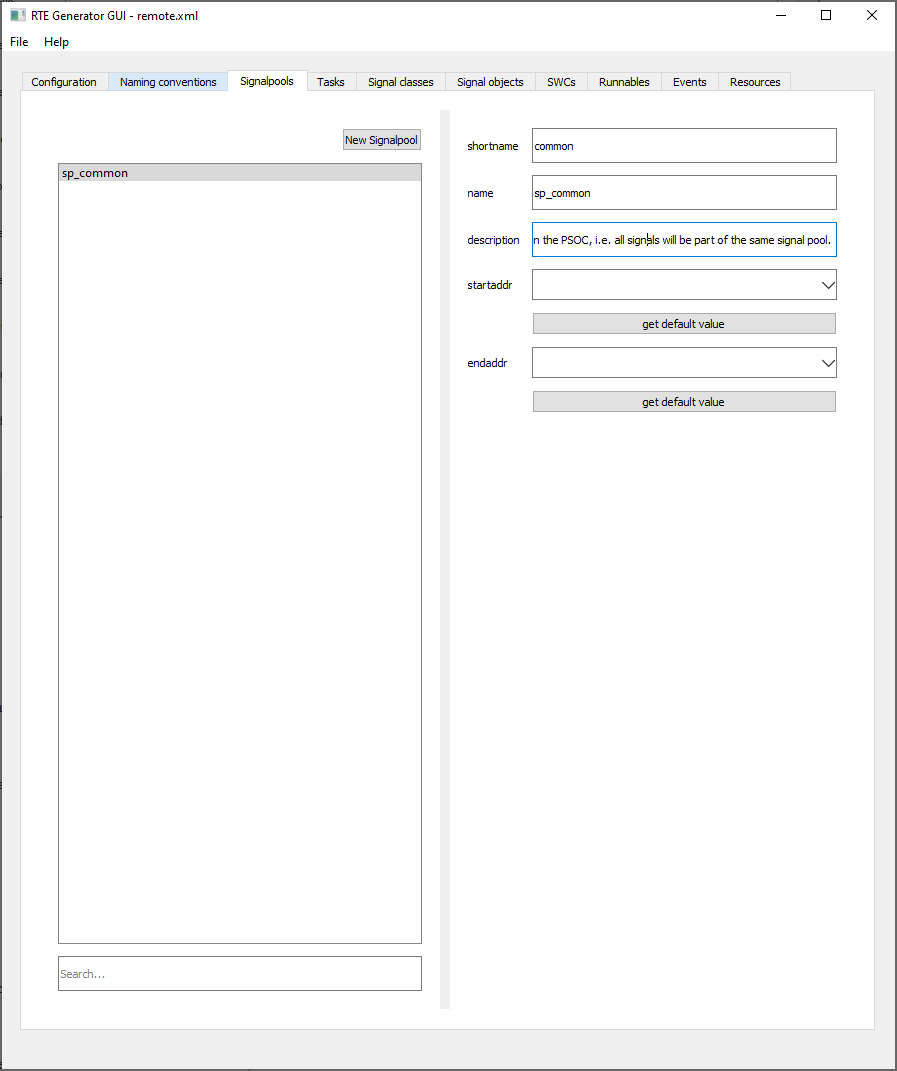 RTE Generator GUI - remote.xml
File Help
Configuration Naming conventions Signalpools Tasks Signal classes Signal objects SWCs Runnables Events Resources
New Signalpool
sp_common
Search...
shortname common
name sp_common
description n the PSOC, i.e. all signals will be part of the same signal pool.
startaddr
get default value
endaddr
get default value